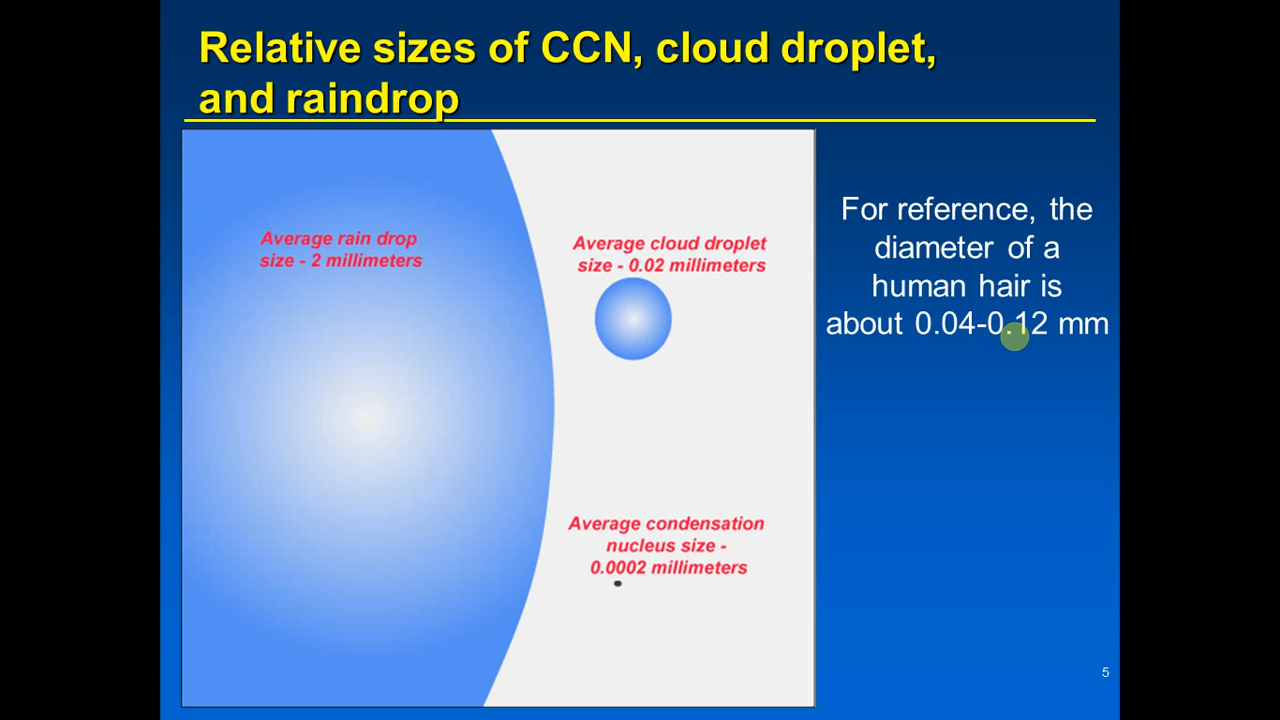 Relative sizes of CCN, cloud droplet,
and raindrop
Average rain drop
size - 2 millimeters
Average cloud droplet
size - 0.02 millimeters
Average condensation
nucleus size -
0.0002 millimeters
For reference, the
diameter of a
human hair is
about 0.04-0.12 mm
5